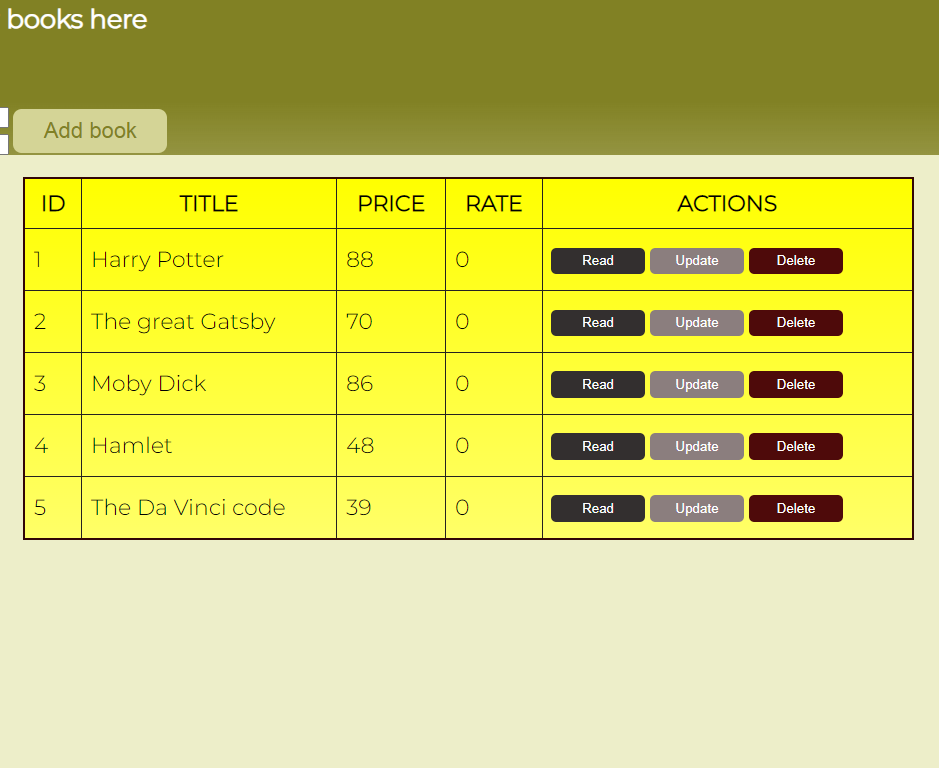 books here
Add book
ID TITLE PRICE RATE ACTIONS
1 Harry Potter 88 0 Read Update Delete
2 The great Gatsby 70 0 Read Update Delete
3 Moby Dick 86 0 Read Update Delete
4 Hamlet 48 0 Read Update Delete
5 The Da Vinci code 39 0 Read Update Delete